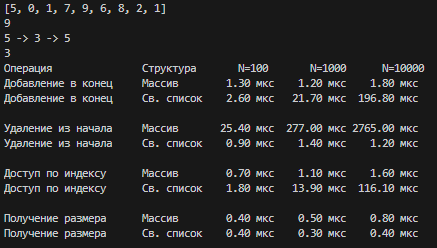 [5, 0, 1, 7, 9, 6, 8, 2, 1]
9
5 -> 3 -> 5
3
Операция Структура N=100 N=1000 N=10000
Добавление в конец Массив 1.30 мкс 1.20 мкс 1.80 мкс
Добавление в конец Св. список 2.60 мкс 21.70 мкс 196.80 мкс
Удаление из начала Массив 25.40 мкс 277.00 мкс 2765.00 мкс
Удаление из начала Св. список 0.90 мкс 1.40 мкс 1.20 мкс
Доступ по индексу Массив 0.70 мкс 1.10 мкс 1.60 мкс
Доступ по индексу Св. список 1.80 мкс 13.90 мкс 116.10 мкс
Получение размера Массив 0.40 мкс 0.50 мкс 0.80 мкс
Получение размера Св. список 0.40 мкс 0.30 мкс 0.40 мкс